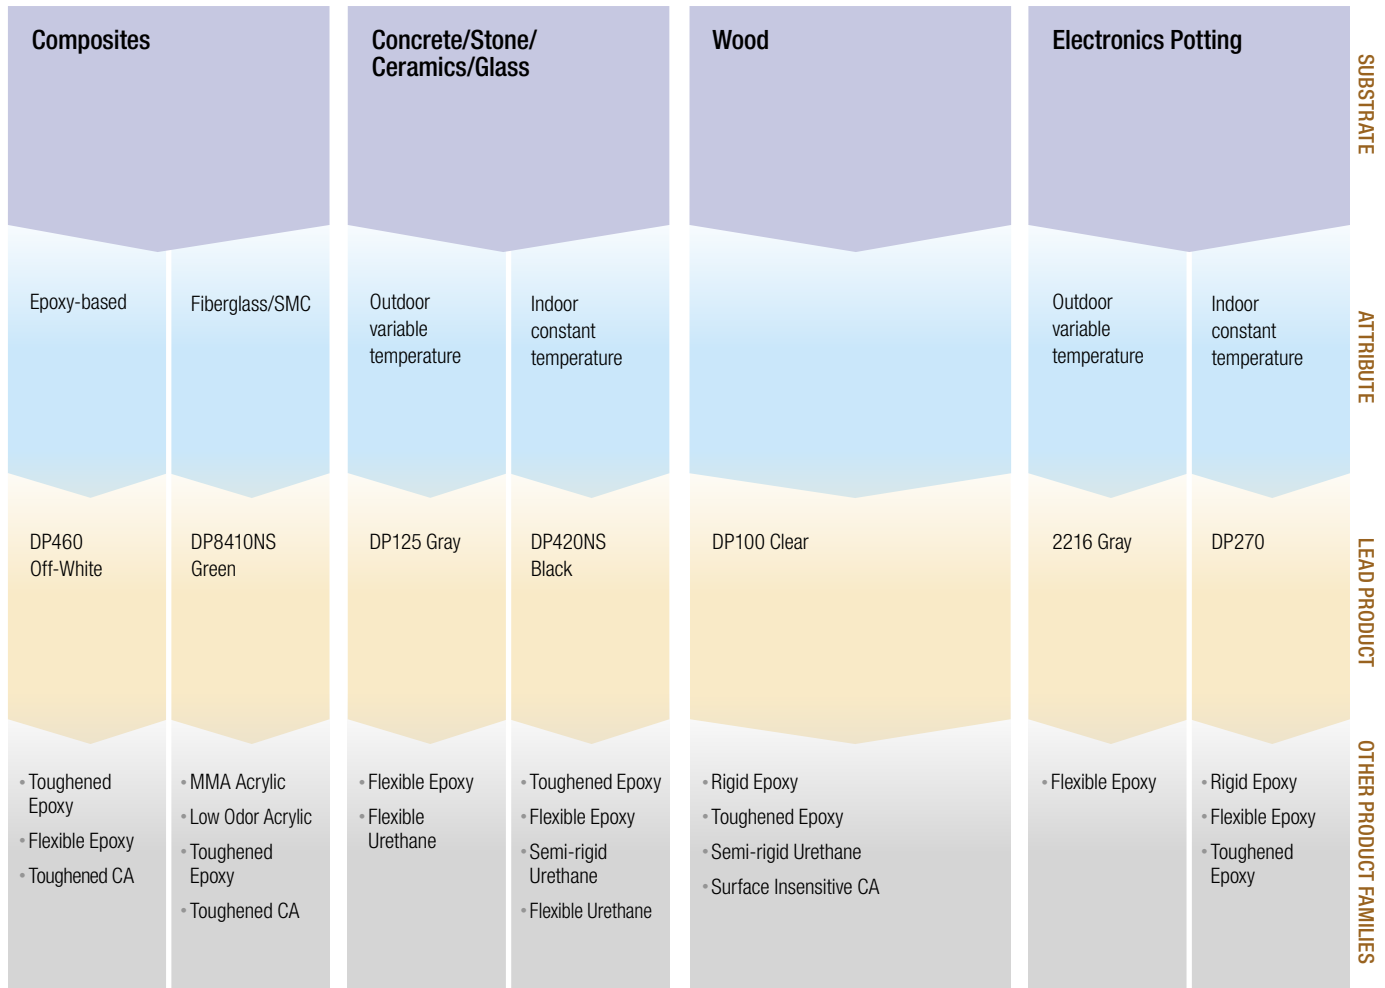 Composites
Concrete/Stone/
Ceramics/Glass
Wood
Electronics Potting
SUBSTRATE
Epoxy-based
Fiberglass/SMC
Outdoor
variable
temperature
Indoor
constant
temperature
Outdoor
variable
temperature
Indoor
constant
temperature
ATTRIBUTE
DP460
Off-White
DP8410NS
Green
DP125 Gray
DP420NS
Black
DP100 Clear
2216 Gray
DP270
LEAD PRODUCT
• Toughened
Epoxy
• Flexible Epoxy
• Toughened CA
• MMA Acrylic
• Low Odor Acrylic
• Toughened
Epoxy
• Toughened CA
• Flexible Epoxy
• Flexible
Urethane
• Toughened Epoxy
• Flexible Epoxy
• Semi-rigid
Urethane
• Flexible Urethane
• Rigid Epoxy
• Toughened Epoxy
• Semi-rigid Urethane
• Surface Insensitive CA
• Flexible Epoxy
• Rigid Epoxy
• Flexible Epoxy
• Toughened
Epoxy
OTHER PRODUCT FAMILIES